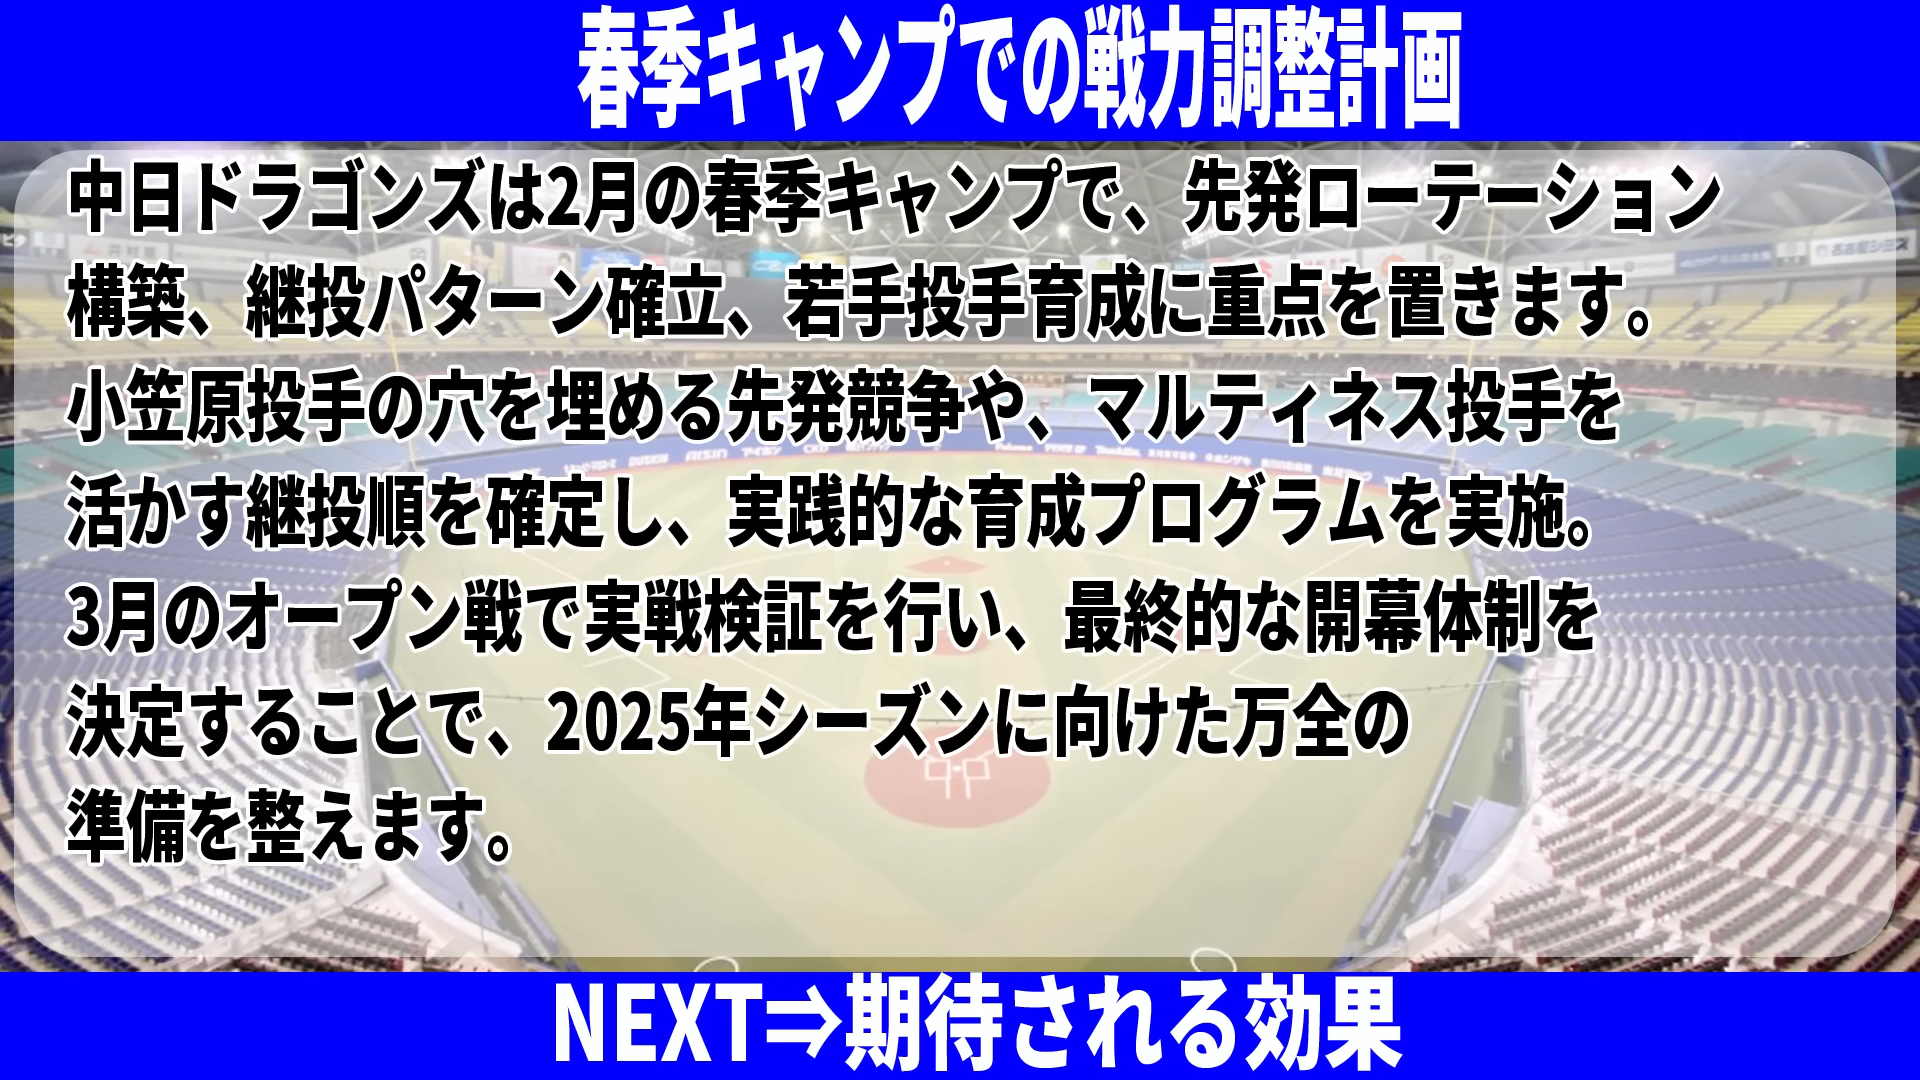 春季キャンプでの戦力調整計画
中日ドラゴンズは2月の春季キャンプで、先発ローテーション
構築、継投パターン確立、若手投手育成に重点を置きます。
小笠原投手の穴を埋める先発競争や、マルティネス投手を
活かす継投順を確定し、実践的な育成プログラムを実施。
3月のオープン戦で実戦検証を行い、最終的な開幕体制を
決定することで、2025年シーズンに向けた万全の
準備を整えます。
AISIN
NEXT⇒期待される効果